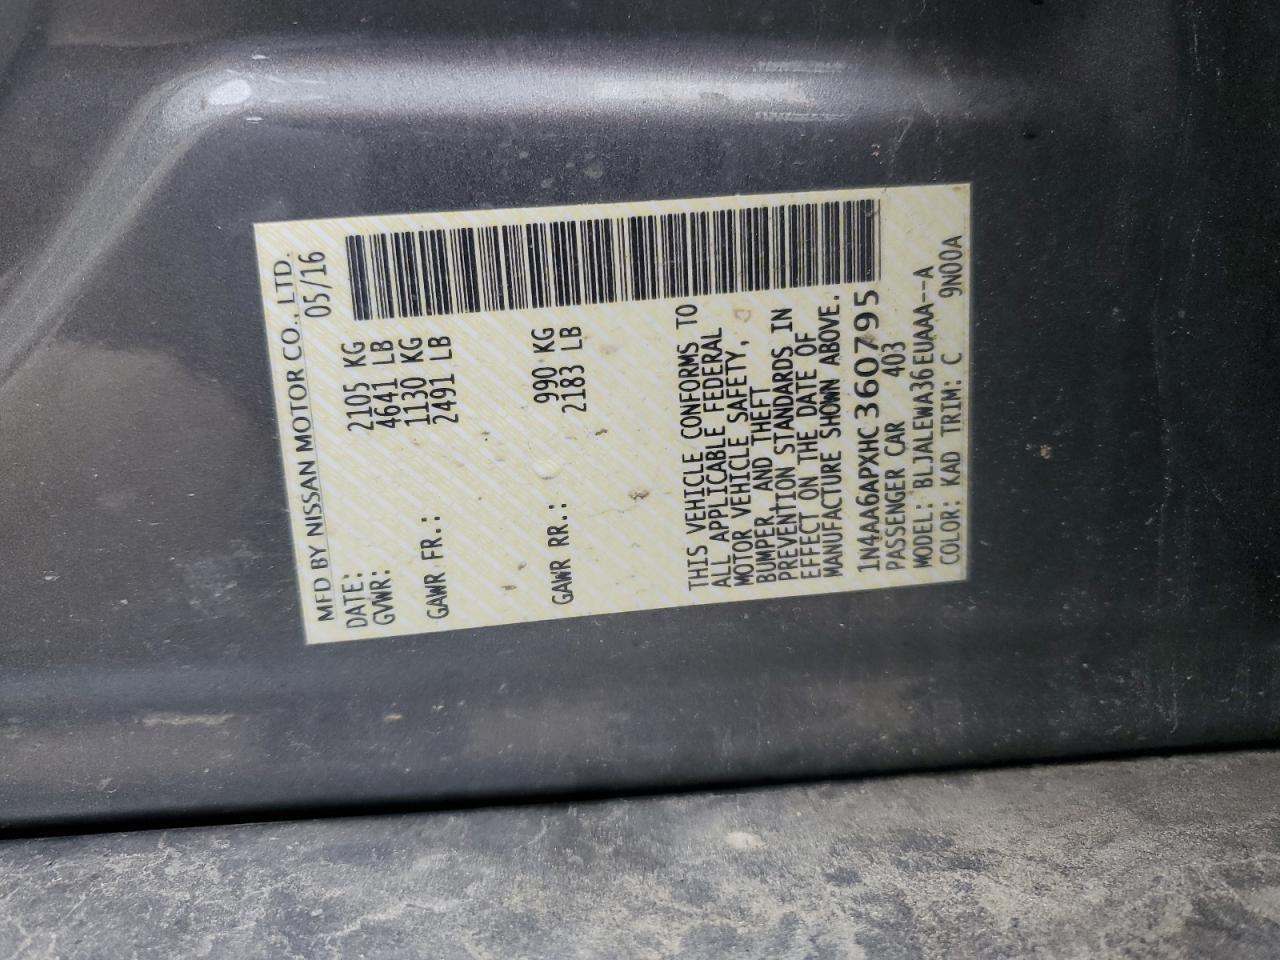 MFD BY NISSAN MOTOR CO., LTD.
DATE: 05/16
GVWR: 2105 KG
4641 LB
GAWR FR.: 1130 KG
2491 LB
GAWR RR.: 990 KG
2183 LB
THIS VEHICLE CONFORMS TO
ALL APPLICABLE FEDERAL
MOTOR VEHICLE SAFETY,
BUMPER, AND THEFT
PREVENTION STANDARDS IN
EFFECT ON THE DATE OF
MANUFACTURE SHOWN ABOVE.
1N4AA6APXHC360795
PASSENGER CAR 403
MODEL: BLJALEWA36EUAAA--A
COLOR: KAD TRIM: C 9N00A